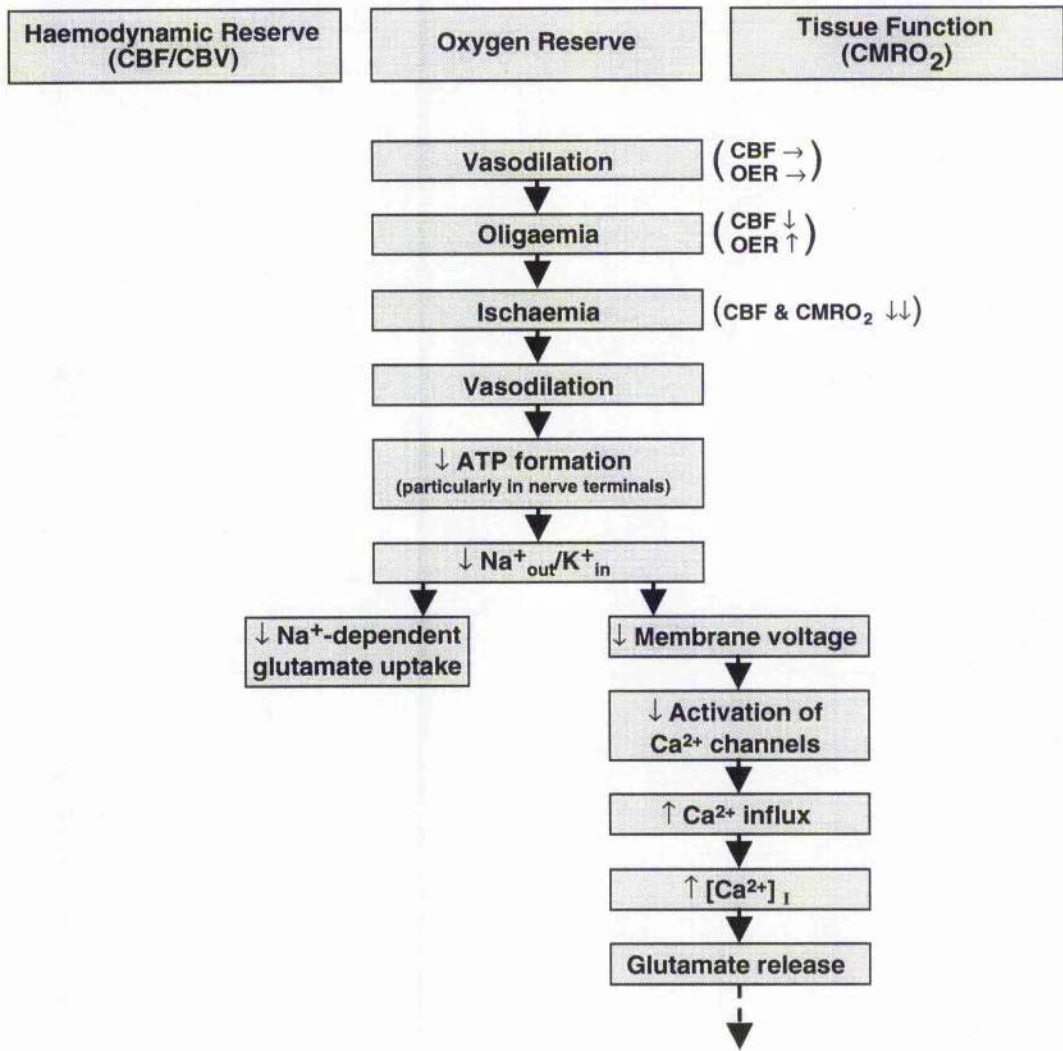 Haemodynamic Reserve
(CBF/CBV)
Oxygen Reserve
Tissue Function
(CMRO₂)
Vasodilation
(CBF →
OER →)
Oligaemia
(CBF ↓
OER ↑)
Ischaemia
(CBF & CMRO₂ ↓↓)
Vasodilation
↓ ATP formation
(particularly in nerve terminals)
↓ Na⁺out/K⁺in
↓ Na⁺-dependent
glutamate uptake
↓ Membrane voltage
↓ Activation of
Ca²⁺ channels
↑ Ca²⁺ influx
↑ [Ca²⁺] I
Glutamate release